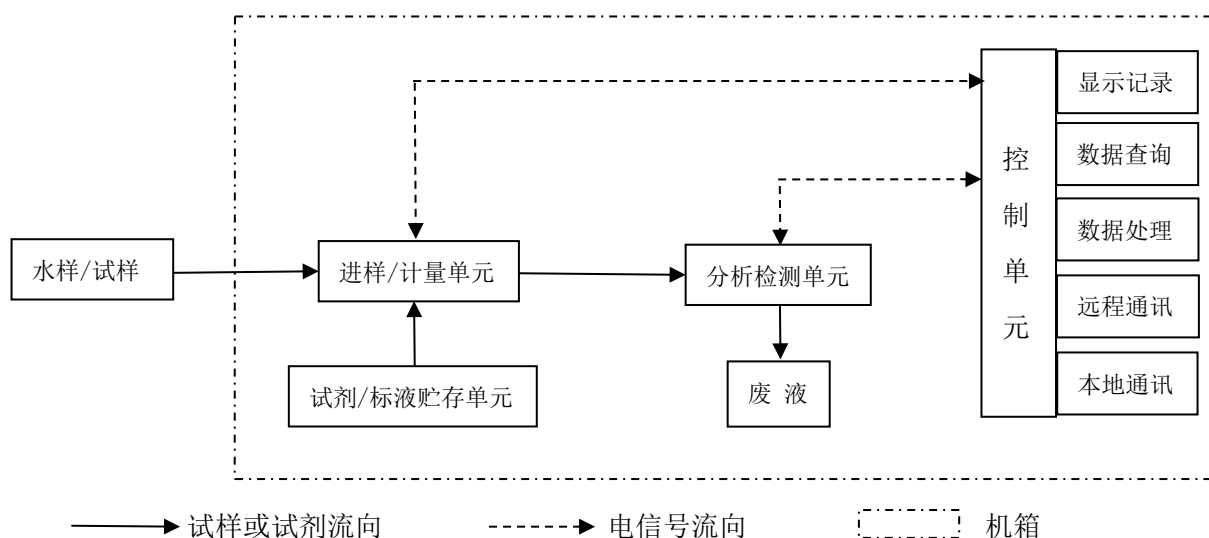 显示记录
数据查询
数据处理
远程通讯
本地通讯
控
制
单
元
水样/试样
进样/计量单元
分析检测单元
试剂/标液贮存单元
废 液
试样或试剂流向
电信号流向
机箱